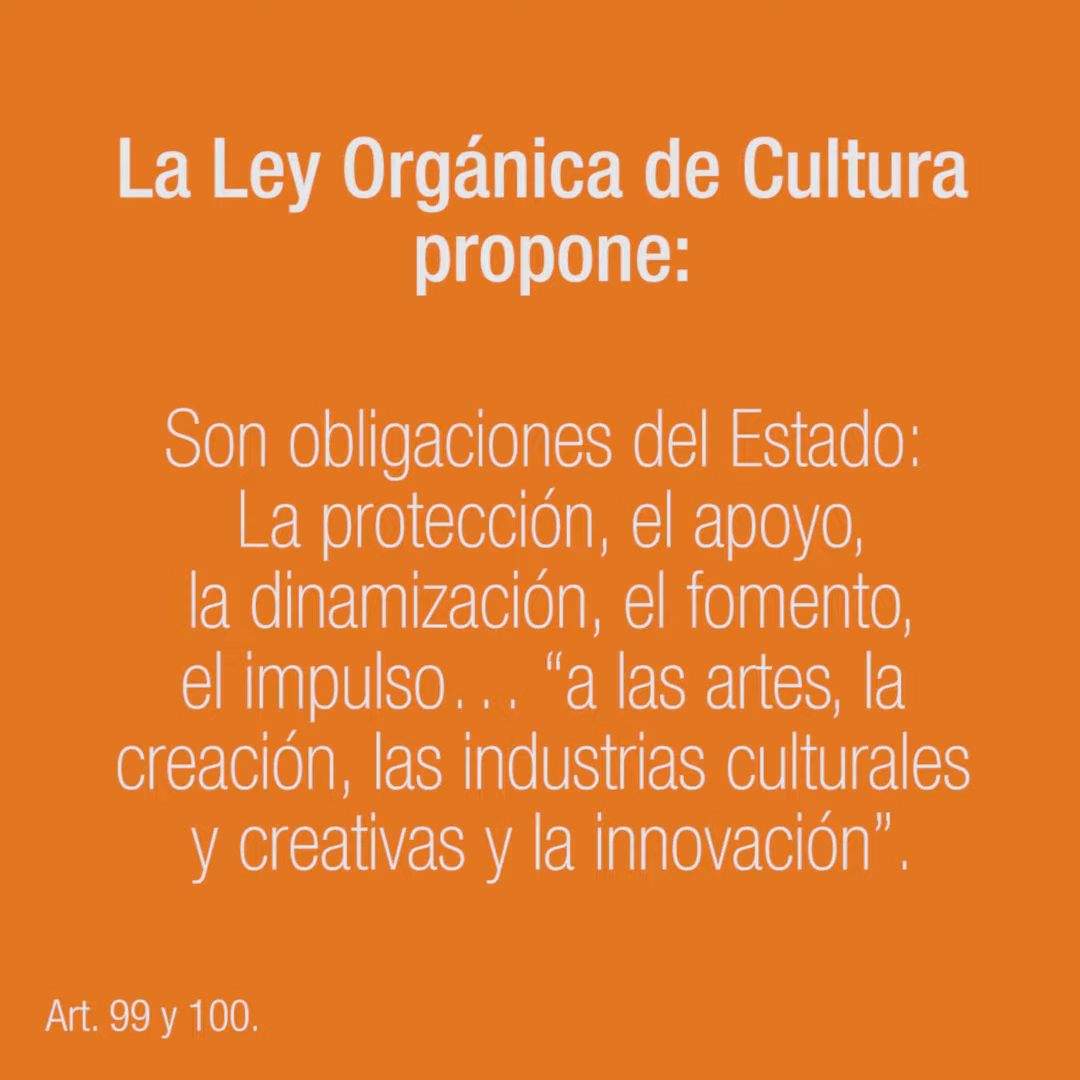 La Ley Orgánica de Cultura
propone:
Son obligaciones del Estado:
La protección, el apoyo,
la dinamización, el fomento,
el impulso... “a las artes, la
creación, las industrias culturales
y creativas y la innovación”.
Art. 99 y 100.